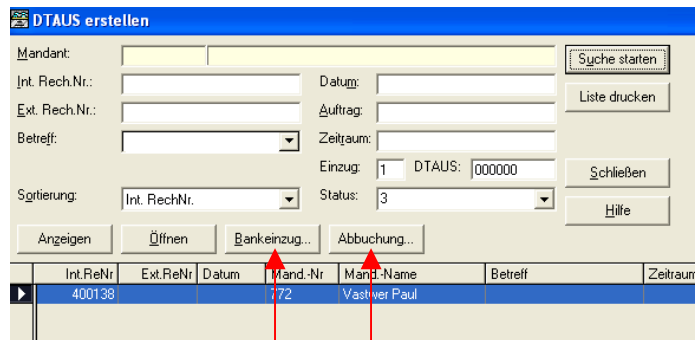 DTAUS erstellen
Mandant:
Suche starten
Int. Rech.Nr.: Datum:
Liste drucken
Ext. Rech.Nr.: Auftrag:
Betreff: Zeitraum:
Einzug: 1 DTAUS: 000000
Schließen
Sortierung: Int. RechNr. Status: 3
Hilfe
Anzeigen Öffnen Bankeinzug... Abbuchung...
Int.ReNr Ext.ReNr Datum Mand.-Nr Mand.-Name Betreff Zeitraum
400138 772 Vastwer Paul